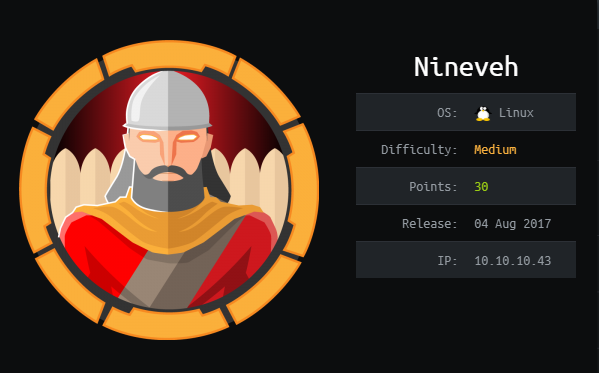 Nineveh
OS: Linux
Difficulty: Medium
Points: 30
Release: 04 Aug 2017
IP: 10.10.10.43